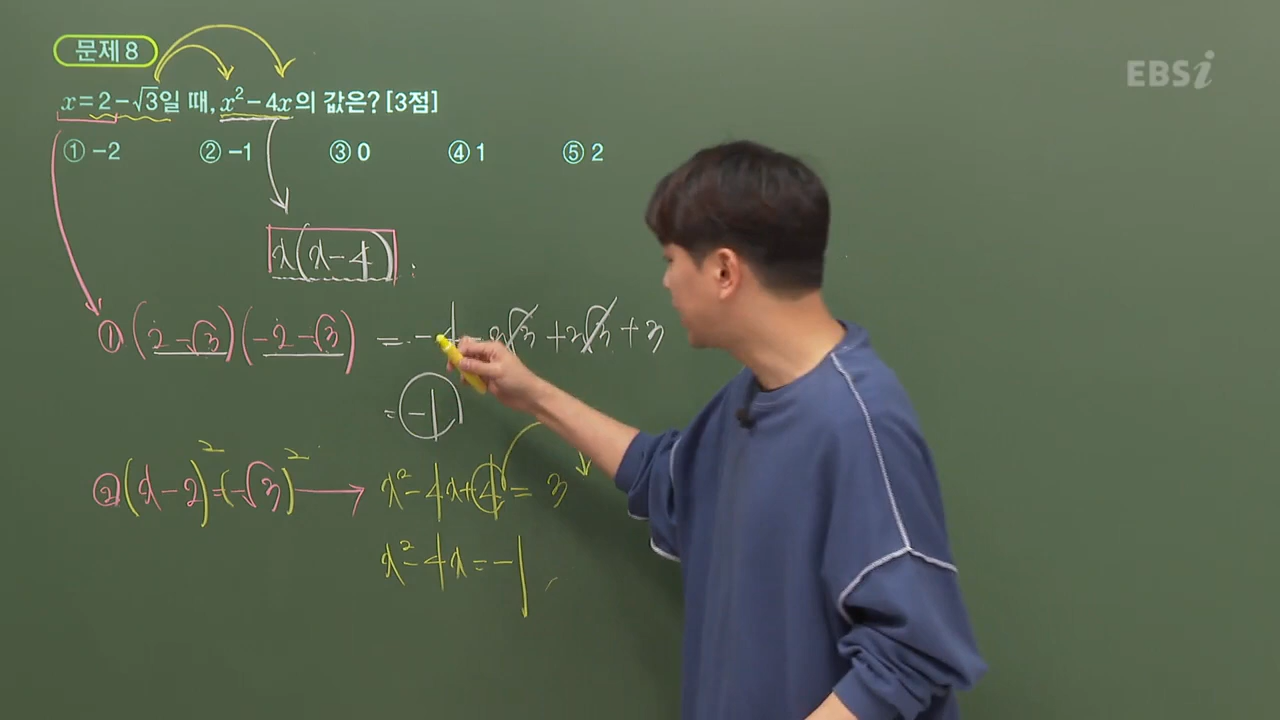 문제 8
EBSi
x = 2 - √3일 때, x² - 4x의 값은? [3점]
① -2 ② -1 ③ 0 ④ 1 ⑤ 2
x(x-4)
① (2-√3)(-2-√3) = -4 - 2√3 + 2√3 + 3
= -1
② (x-2)² = (-√3)² → x² - 4x + 4 = 3
x² - 4x = -1